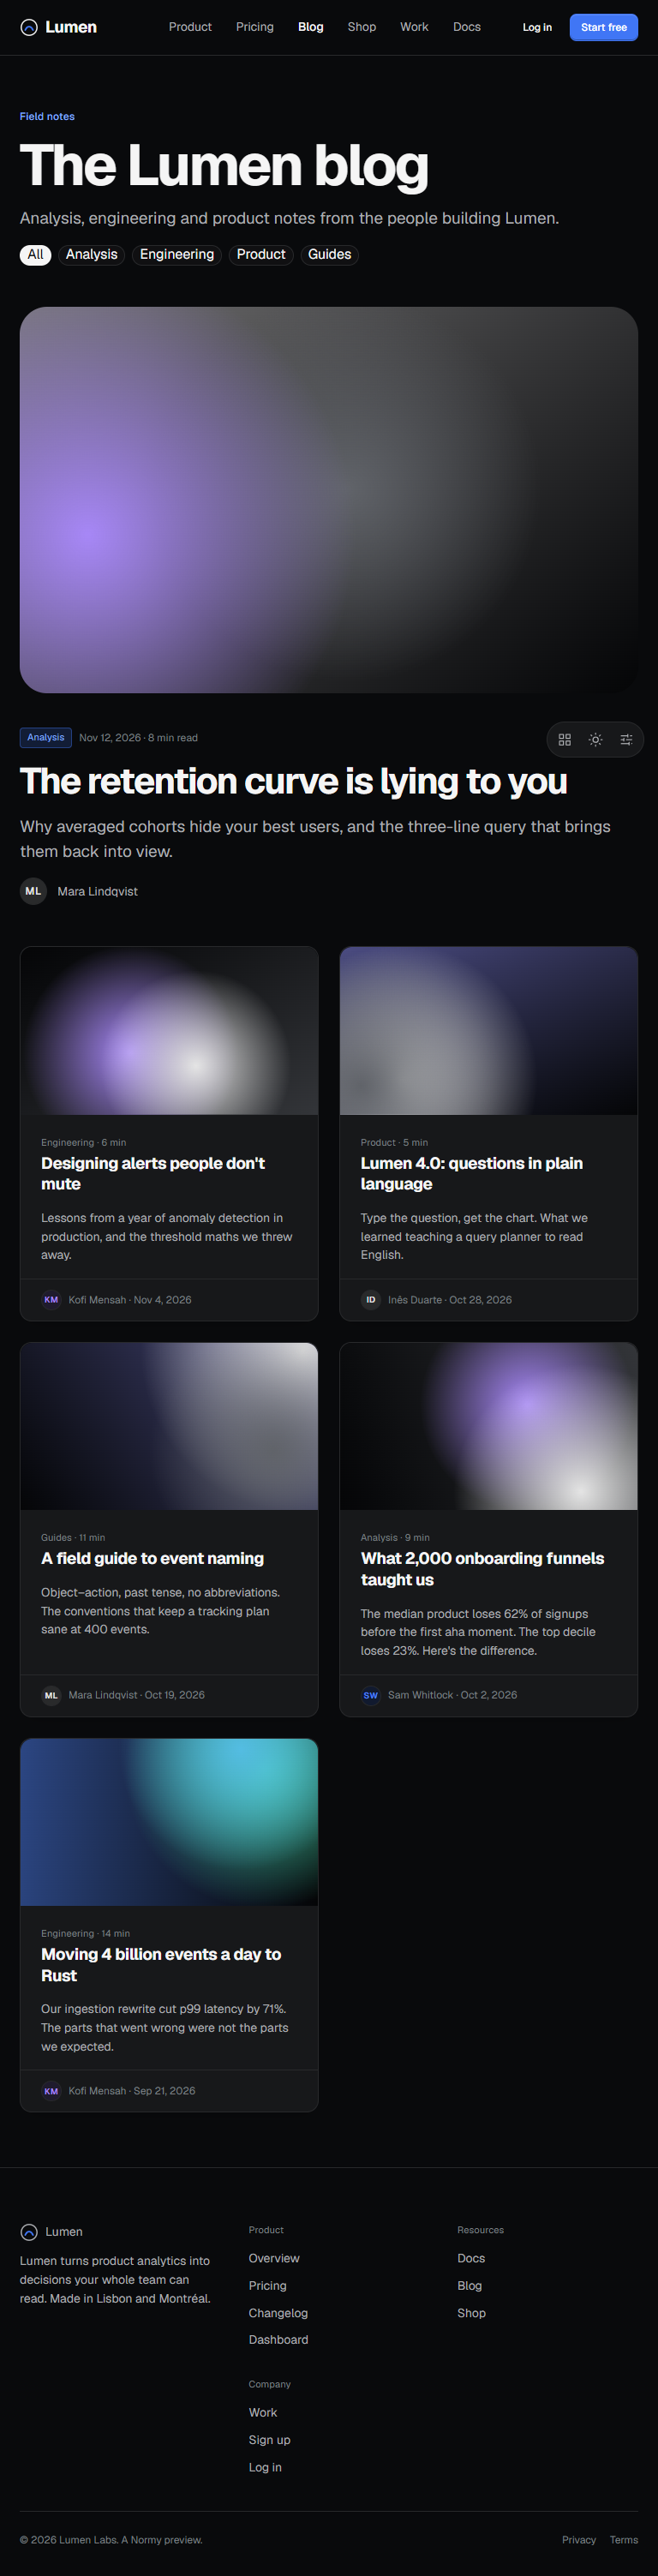 Lumen
Product
Pricing
Blog
Shop
Work
Docs
Log in
Start free
Field notes
The Lumen blog
Analysis, engineering and product notes from the people building Lumen.
All
Analysis
Engineering
Product
Guides
Analysis
Nov 12, 2026 · 8 min read
The retention curve is lying to you
Why averaged cohorts hide your best users, and the three-line query that brings
them back into view.
ML
Mara Lindqvist
Engineering · 6 min
Designing alerts people don't
mute
Lessons from a year of anomaly detection in
production, and the threshold maths we threw
away.
KM
Kofi Mensah · Nov 4, 2026
Product · 5 min
Lumen 4.0: questions in plain
language
Type the question, get the chart. What we
learned teaching a query planner to read
English.
ID
Inês Duarte · Oct 28, 2026
Guides · 11 min
A field guide to event naming
Object–action, past tense, no abbreviations.
The conventions that keep a tracking plan
sane at 400 events.
ML
Mara Lindqvist · Oct 19, 2026
Analysis · 9 min
What 2,000 onboarding funnels
taught us
The median product loses 62% of signups
before the first aha moment. The top decile
loses 23%. Here's the difference.
SW
Sam Whitlock · Oct 2, 2026
Engineering · 14 min
Moving 4 billion events a day to
Rust
Our ingestion rewrite cut p99 latency by 71%.
The parts that went wrong were not the parts
we expected.
KM
Kofi Mensah · Sep 21, 2026
Lumen
Lumen turns product analytics into
decisions your whole team can
read. Made in Lisbon and Montréal.
Product
Overview
Pricing
Changelog
Dashboard
Resources
Docs
Blog
Shop
Company
Work
Sign up
Log in
© 2026 Lumen Labs. A Normy preview.
Privacy
Terms